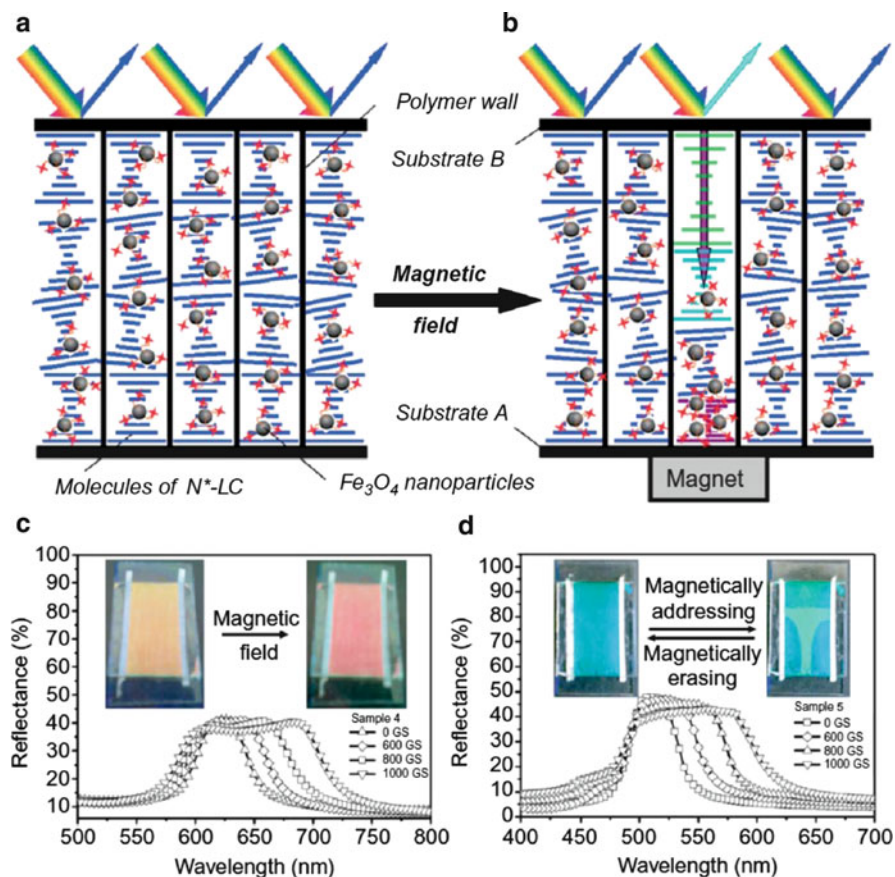 a
b
Polymer wall
Substrate B
Magnetic
field
Substrate A
Magnet
Molecules of N*-LC
Fe3O4 nanoparticles
c
d
100
90
80
70
60
50
40
30
20
10
Reflectance (%)
Magnetic
field
Sample 4
0 GS
600 GS
800 GS
1000 GS
500 550 600 650 700 750 800
Wavelength (nm)
100
90
80
70
60
50
40
30
20
10
0
Reflectance (%)
Magnetically
addressing
Magnetically
erasing
Sample 5
0 GS
600 GS
800 GS
1000 GS
400 450 500 550 600 650 700
Wavelength (nm)